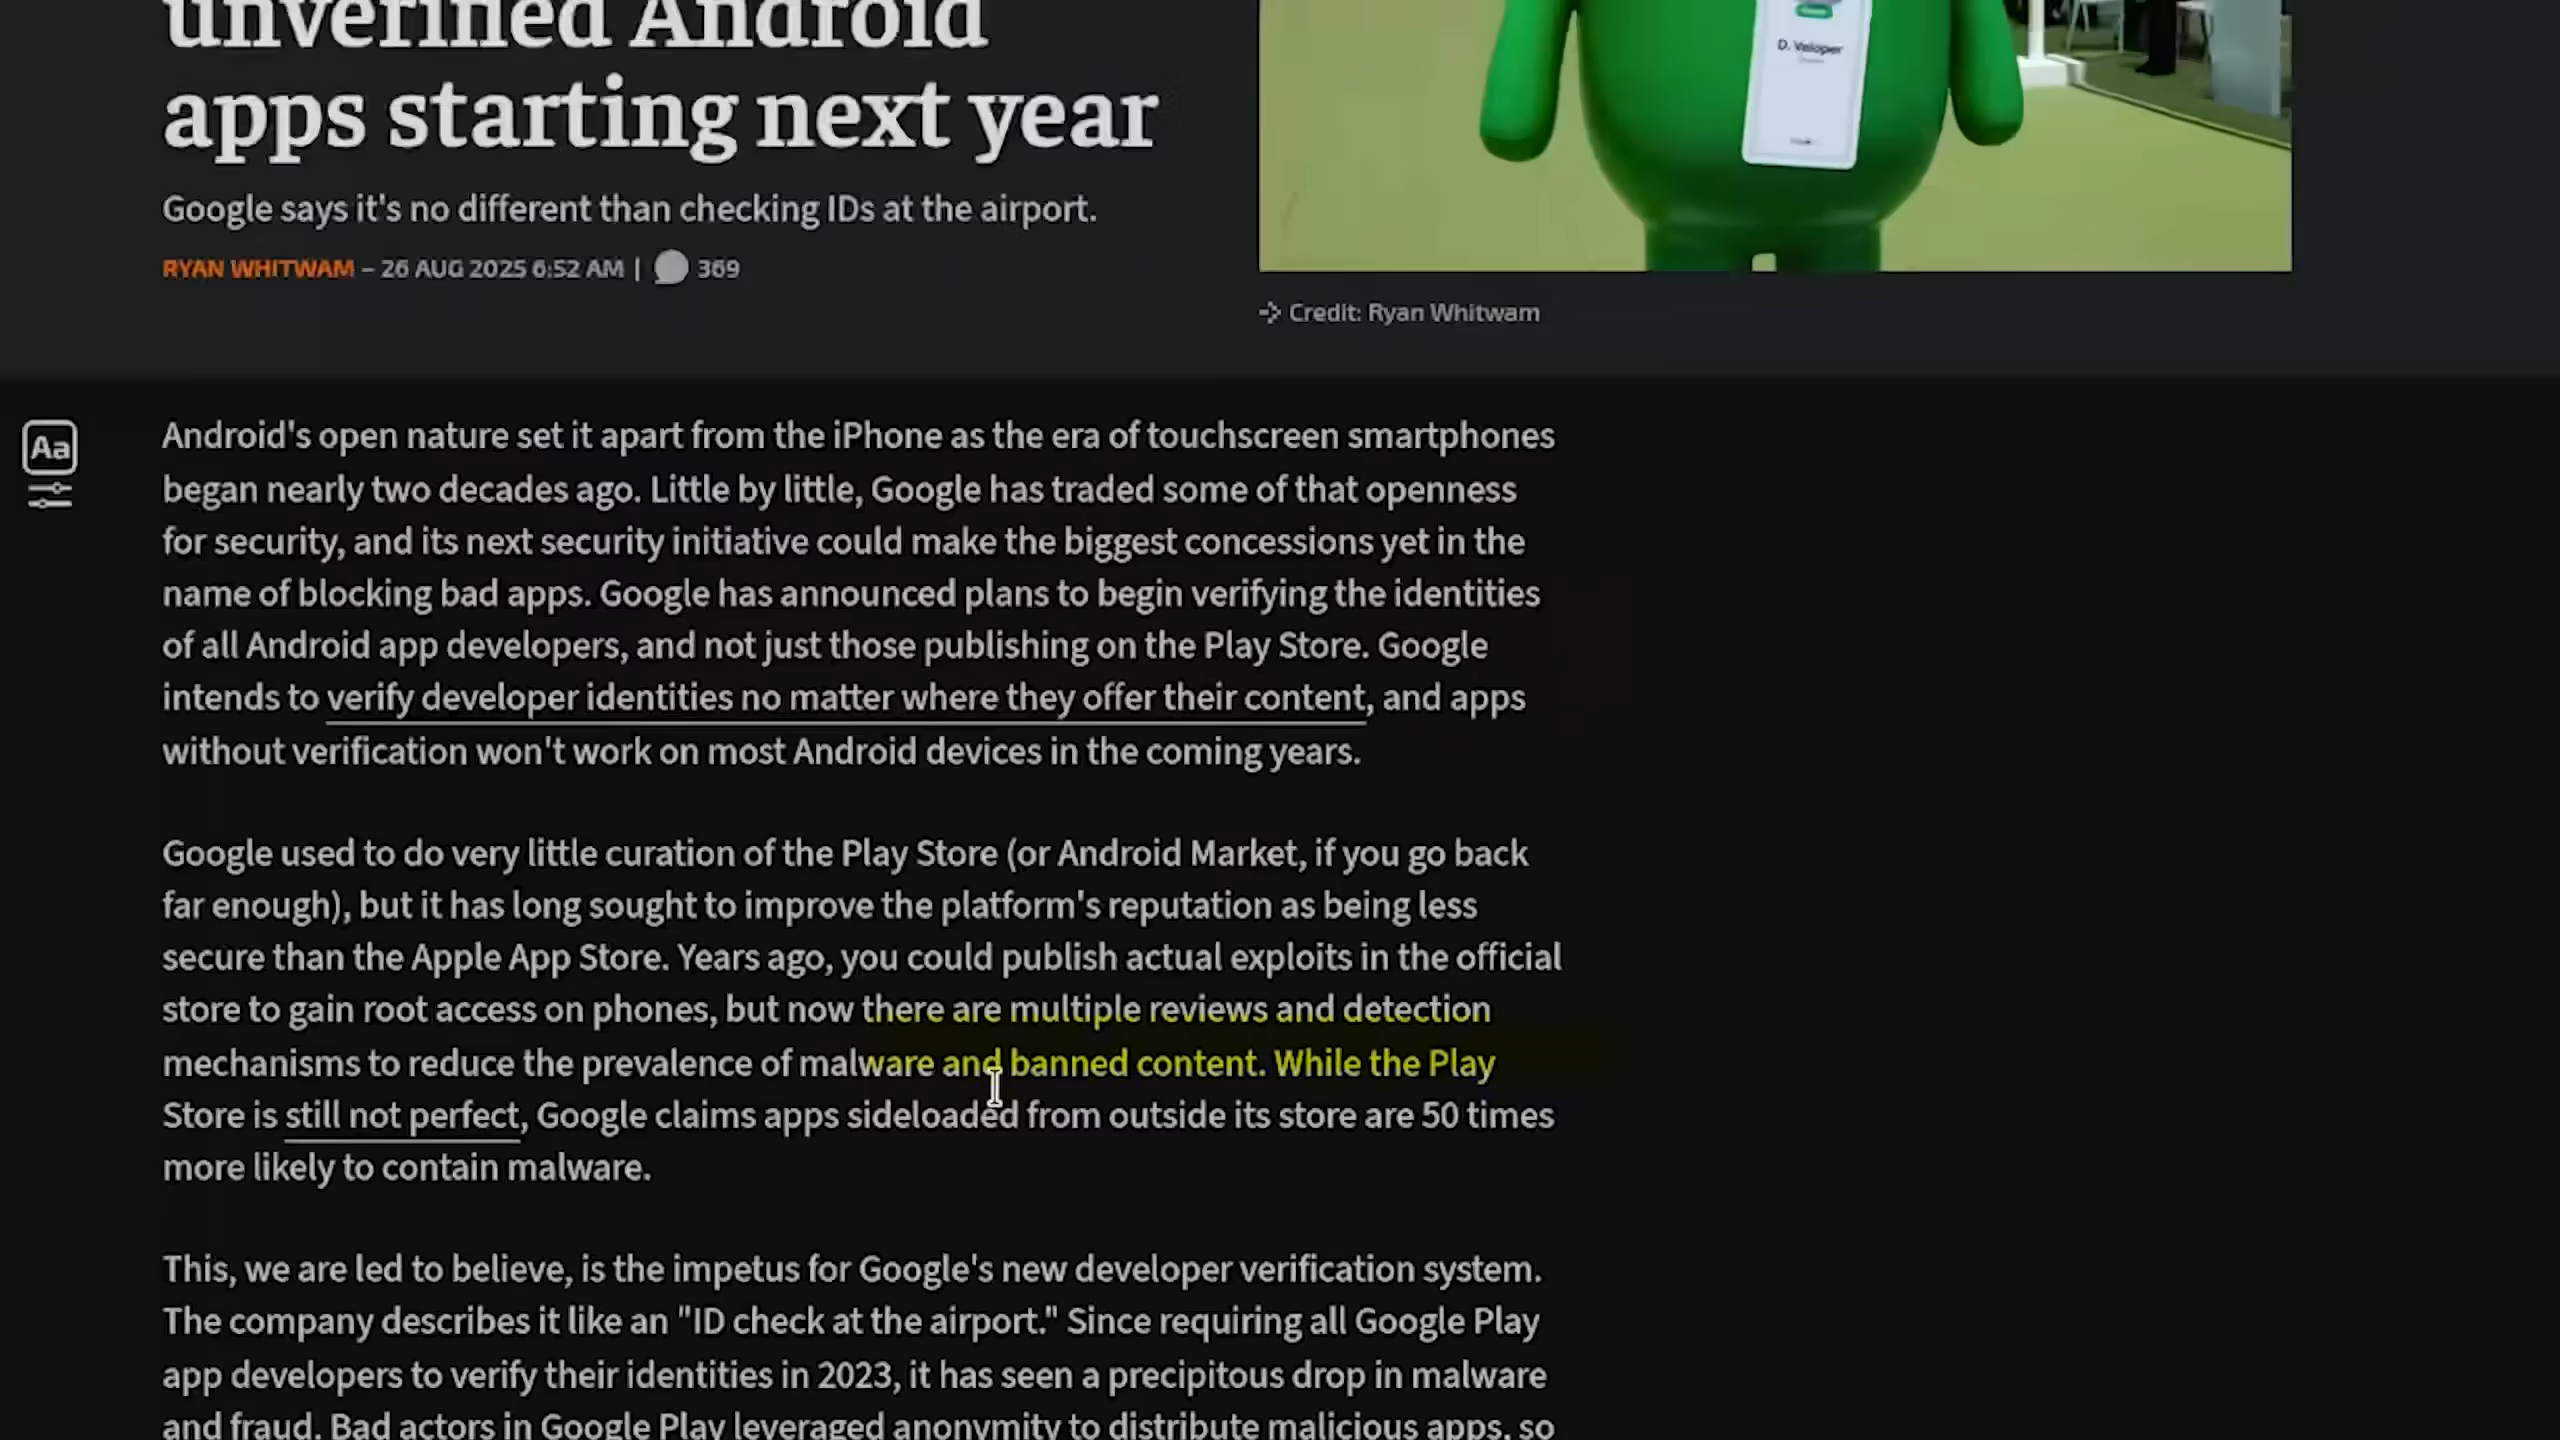 unverified Android
apps starting next year
Google says it's no different than checking IDs at the airport.
RYAN WHITWAM – 26 AUG 2025 6:52 AM | 369
D. Veloper
Credit: Ryan Whitwam
Aa
Android's open nature set it apart from the iPhone as the era of touchscreen smartphones
began nearly two decades ago. Little by little, Google has traded some of that openness
for security, and its next security initiative could make the biggest concessions yet in the
name of blocking bad apps. Google has announced plans to begin verifying the identities
of all Android app developers, and not just those publishing on the Play Store. Google
intends to verify developer identities no matter where they offer their content, and apps
without verification won't work on most Android devices in the coming years.
Google used to do very little curation of the Play Store (or Android Market, if you go back
far enough), but it has long sought to improve the platform's reputation as being less
secure than the Apple App Store. Years ago, you could publish actual exploits in the official
store to gain root access on phones, but now there are multiple reviews and detection
mechanisms to reduce the prevalence of malware and banned content. While the Play
Store is still not perfect, Google claims apps sideloaded from outside its store are 50 times
more likely to contain malware.
This, we are led to believe, is the impetus for Google's new developer verification system.
The company describes it like an "ID check at the airport." Since requiring all Google Play
app developers to verify their identities in 2023, it has seen a precipitous drop in malware
and fraud. Bad actors in Google Play leveraged anonymity to distribute malicious apps, so